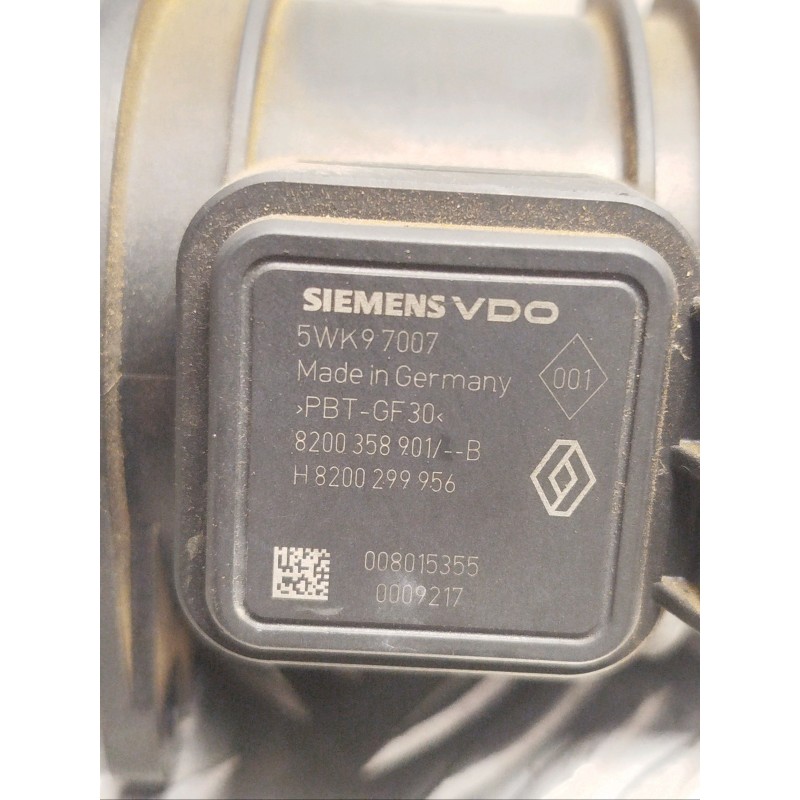 SIEMENS VDO
5WK9 7007
Made in Germany
001
>PBT-GF30<
8200 358 901/--B
H 8200 299 956
008015355
0009217